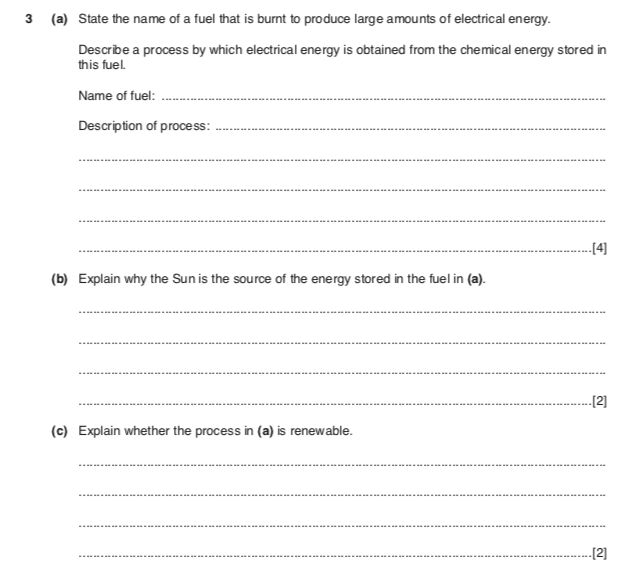 3 (a) State the name of a fuel that is burnt to produce large amounts of electrical energy.
Describe a process by which electrical energy is obtained from the chemical energy stored in
this fuel.
Name of fuel: ..........................................................................................
Description of process: ..........................................................................................
..........................................................................................
..........................................................................................
..........................................................................................
..........................................................................................[4]
(b) Explain why the Sun is the source of the energy stored in the fuel in (a).
..........................................................................................
..........................................................................................
..........................................................................................
..........................................................................................[2]
(c) Explain whether the process in (a) is renewable.
..........................................................................................
..........................................................................................
..........................................................................................
..........................................................................................[2]